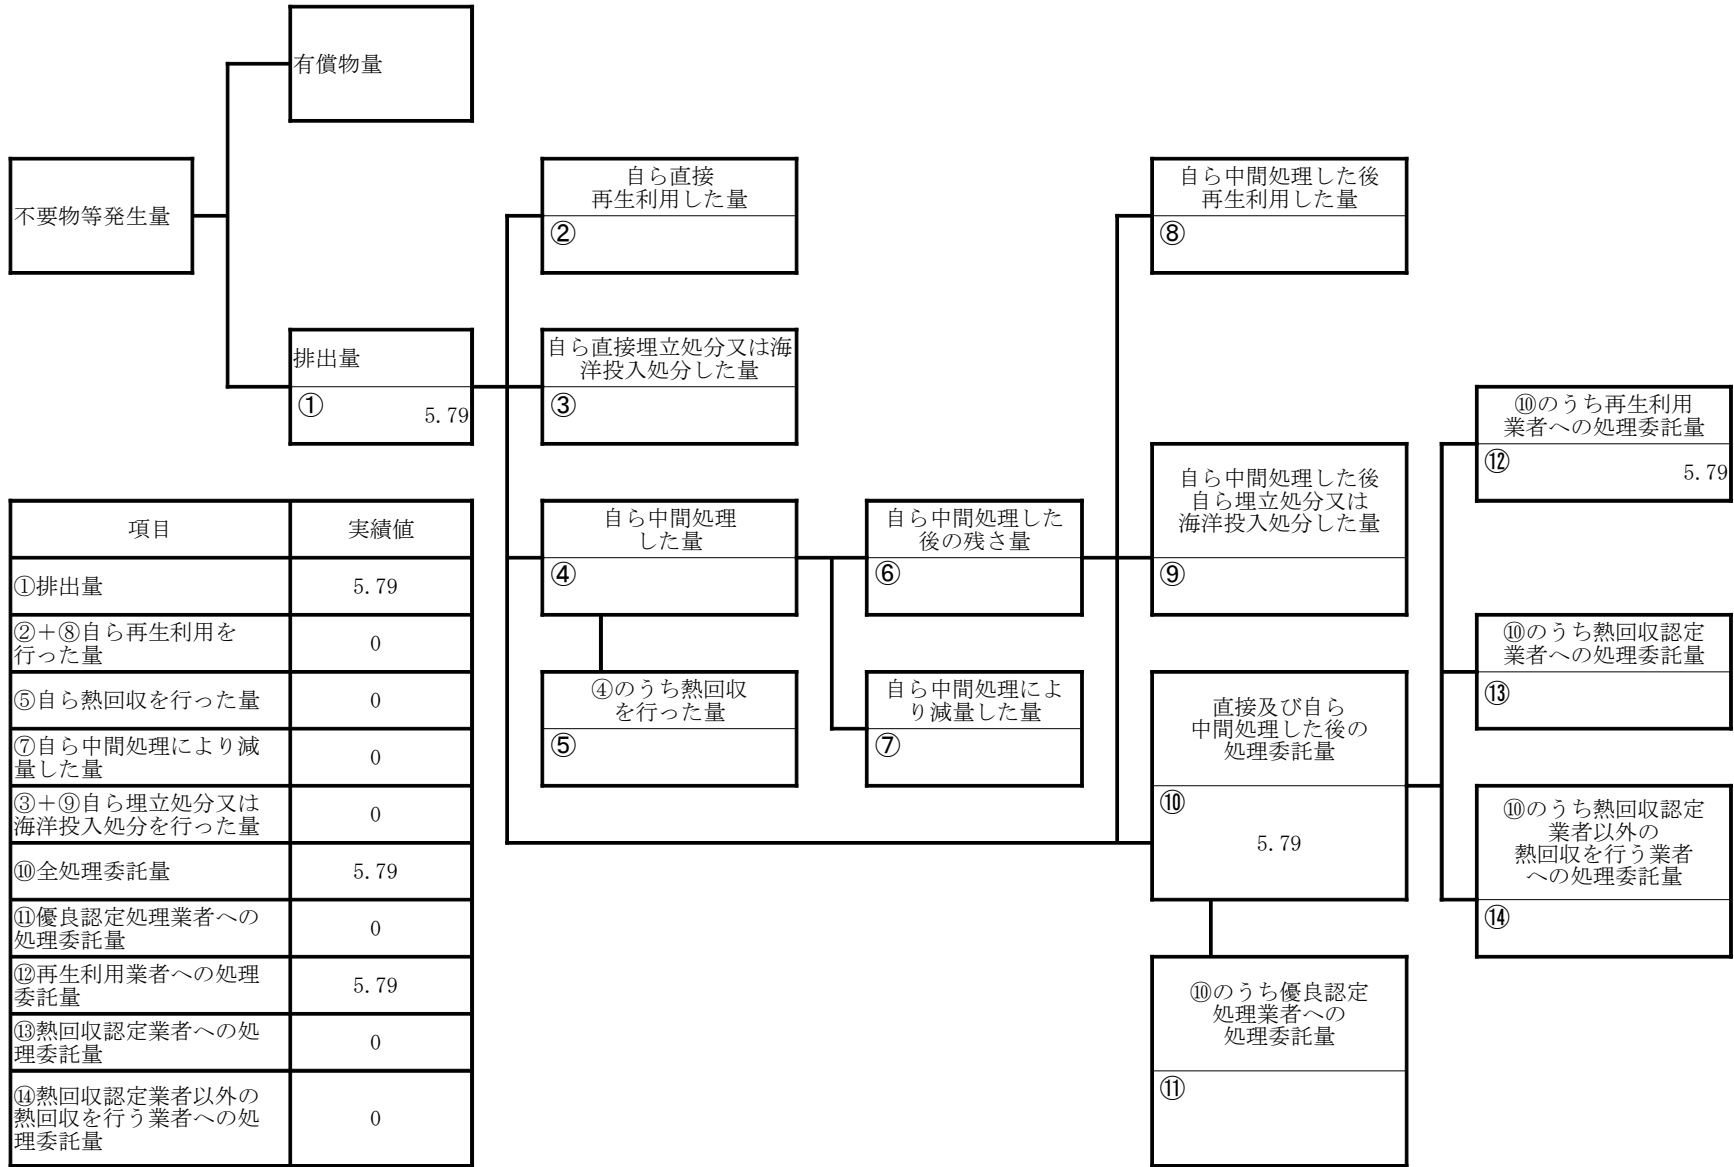 有償物量
不要物等発生量
排出量
①
5.79
自ら直接
再生利用した量
②
自ら直接埋立処分又は海
洋投入処分した量
③
自ら中間処理
した量
④
④のうち熱回収
を行った量
⑤
自ら中間処理した
後の残さ量
⑥
自ら中間処理によ
り減量した量
⑦
自ら中間処理した後
再生利用した量
⑧
自ら中間処理した後
自ら埋立処分又は
海洋投入処分した量
⑨
直接及び自ら
中間処理した後の
処理委託量
⑩
5.79
⑩のうち優良認定
処理業者への
処理委託量
⑪
⑩のうち再生利用
業者への処理委託量
⑫
5.79
⑩のうち熱回収認定
業者への処理委託量
⑬
⑩のうち熱回収認定
業者以外の
熱回収を行う業者
への処理委託量
⑭
項目 実績値
①排出量 5.79
②＋⑧自ら再生利用を
行った量 0
⑤自ら熱回収を行った量 0
⑦自ら中間処理により減
量した量 0
③＋⑨自ら埋立処分又は
海洋投入処分を行った量 0
⑩全処理委託量 5.79
⑪優良認定処理業者への
処理委託量 0
⑫再生利用業者への処理
委託量 5.79
⑬熱回収認定業者への処
理委託量 0
⑭熱回収認定業者以外の
熱回収を行う業者への処
理委託量 0